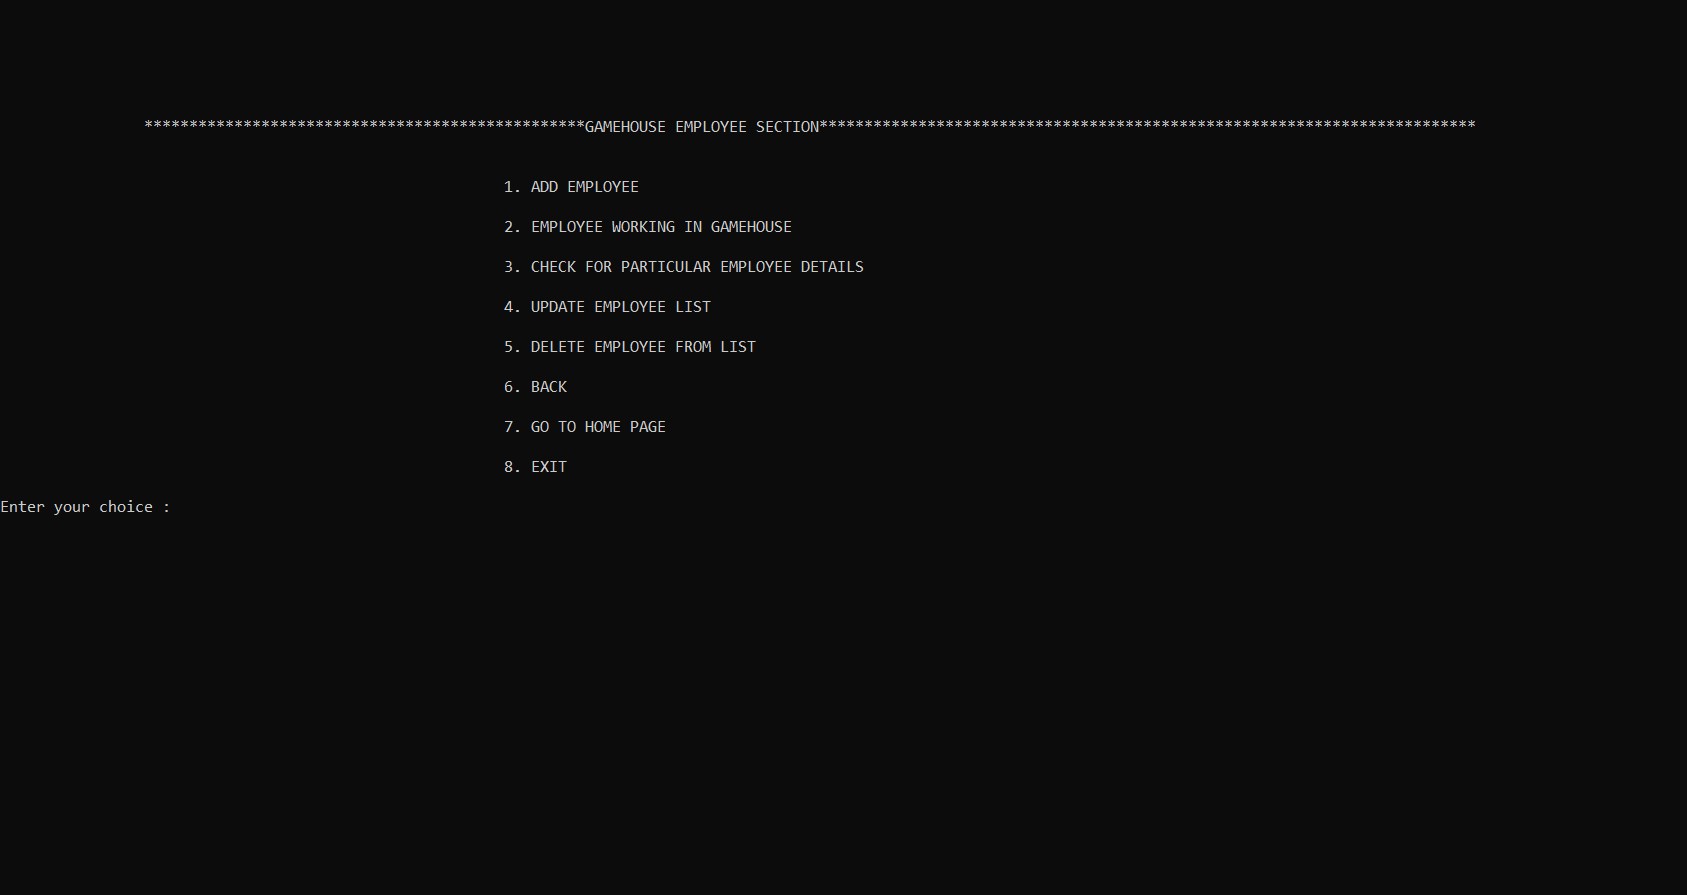 *************************************************GAMEHOUSE EMPLOYEE SECTION*************************************************************************
1. ADD EMPLOYEE
2. EMPLOYEE WORKING IN GAMEHOUSE
3. CHECK FOR PARTICULAR EMPLOYEE DETAILS
4. UPDATE EMPLOYEE LIST
5. DELETE EMPLOYEE FROM LIST
6. BACK
7. GO TO HOME PAGE
8. EXIT
Enter your choice :